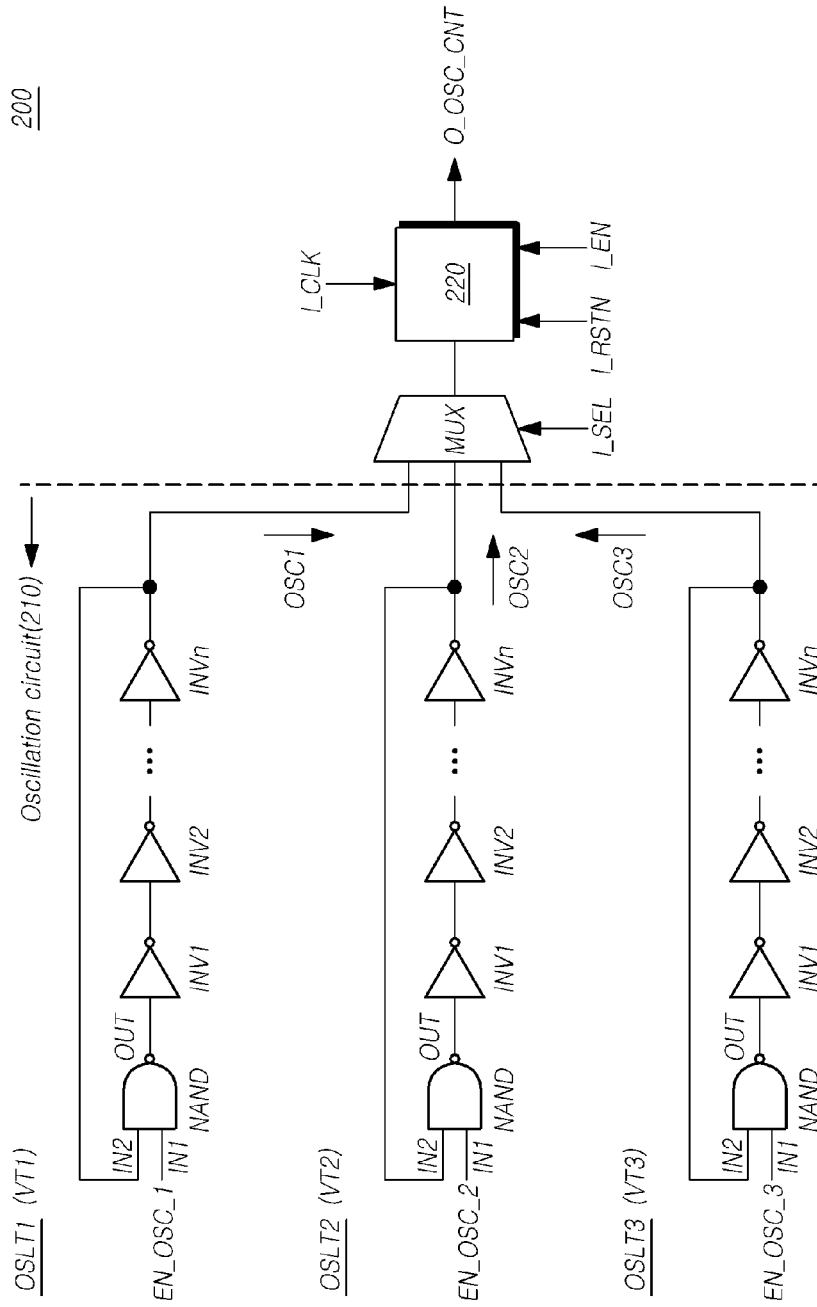 200
Oscillation circuit(210)
OSLT1 (VT1)
EN_OSC_1
IN2
IN1
NAND
OUT
INV1
INV2
...
INVn
OSC1
OSLT2 (VT2)
EN_OSC_2
IN2
IN1
NAND
OUT
INV1
INV2
...
INVn
OSC2
OSLT3 (VT3)
EN_OSC_3
IN2
IN1
NAND
OUT
INV1
INV2
...
INVn
OSC3
MUX
I_SEL
I_CLK
220
I_RSTN
I_EN
O_OSC_CNT